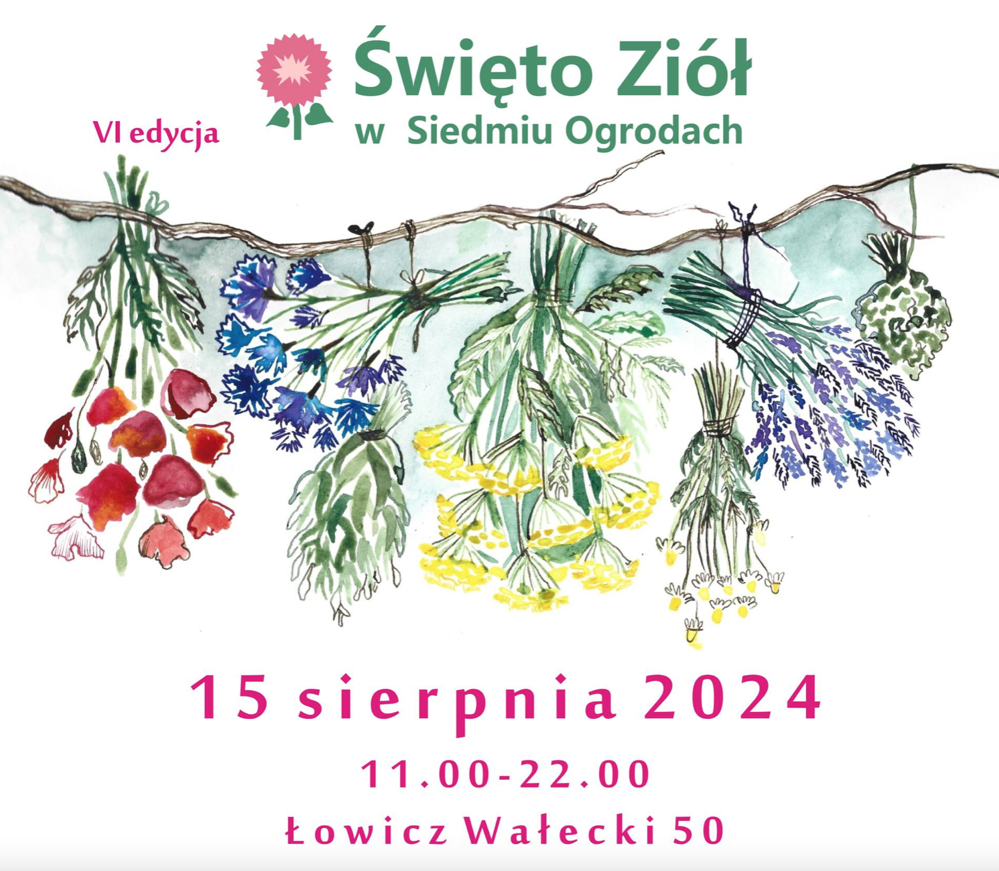 Święto Ziół
w Siedmiu Ogrodach
VI edycja
15 sierpnia 2024
11.00-22.00
Łowicz Wałecki 50